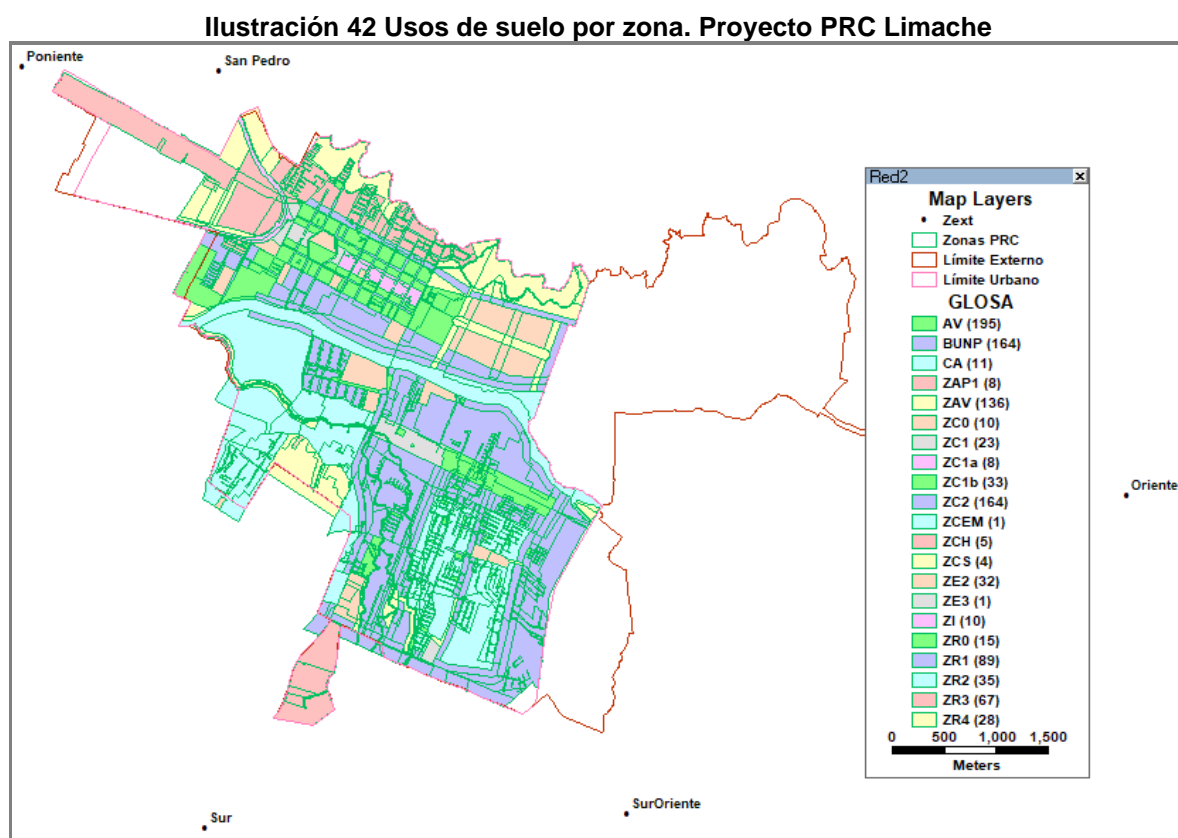 Ilustración 42 Usos de suelo por zona. Proyecto PRC Limache
Poniente
San Pedro
Red2
Map Layers
Zext
Zonas PRC
Límite Externo
Límite Urbano
GLOSA
AV (195)
BUNP (164)
CA (11)
ZAP1 (8)
ZAV (136)
ZC0 (10)
ZC1 (23)
ZC1a (8)
ZC1b (33)
ZC2 (164)
ZCEM (1)
ZCH (5)
ZCS (4)
ZE2 (32)
ZE3 (1)
ZI (10)
ZR0 (15)
ZR1 (89)
ZR2 (35)
ZR3 (67)
ZR4 (28)
0 500 1,000 1,500
Meters
Oriente
SurOriente
Sur